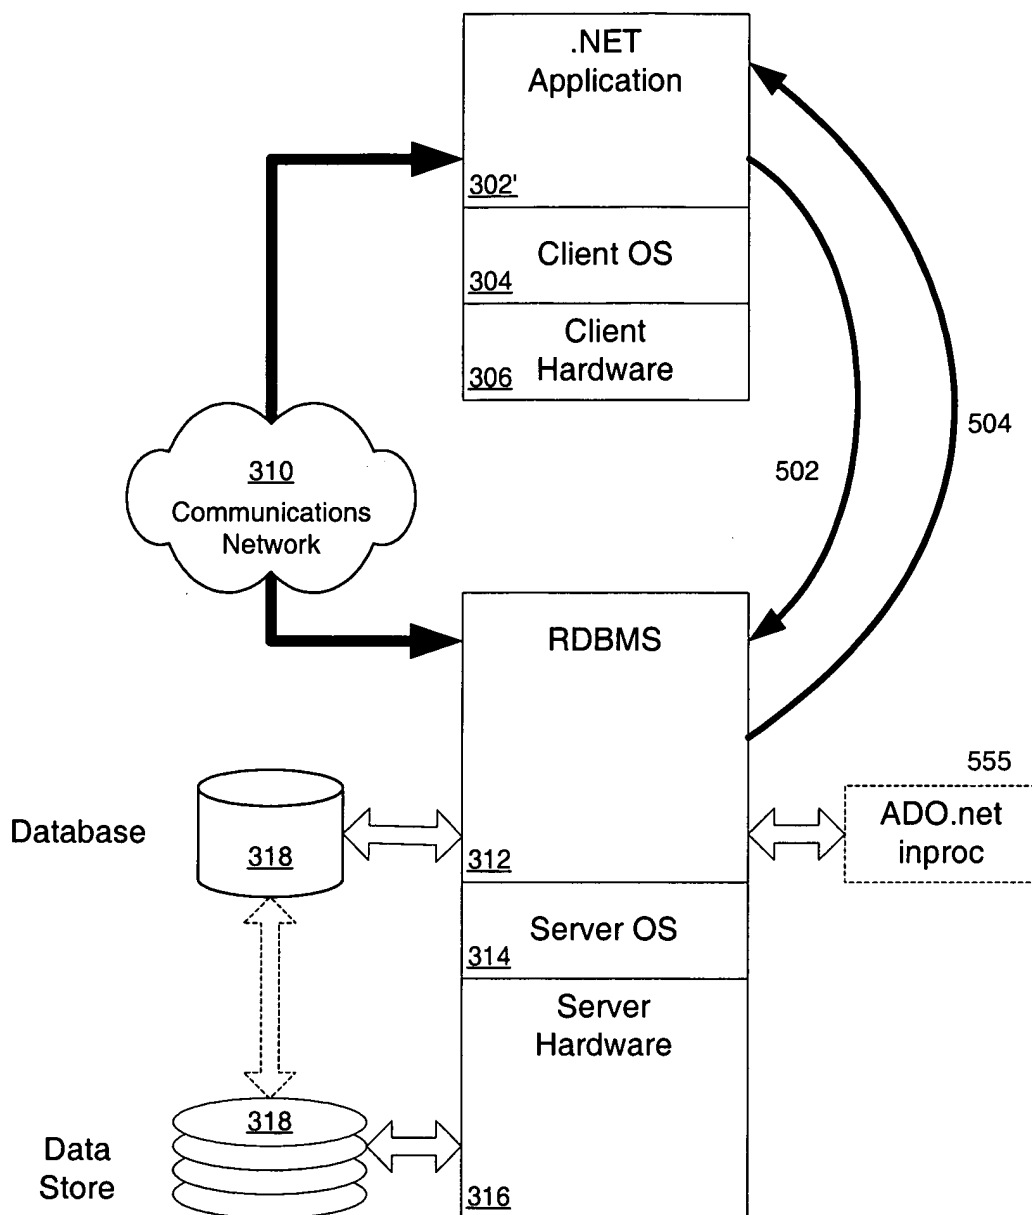 .NET
Application
302'
Client OS
304
Client
Hardware
306
310
Communications
Network
502
504
RDBMS
312
555
ADO.net
inproc
Database
318
Server OS
314
Server
Hardware
316
318
Data
Store